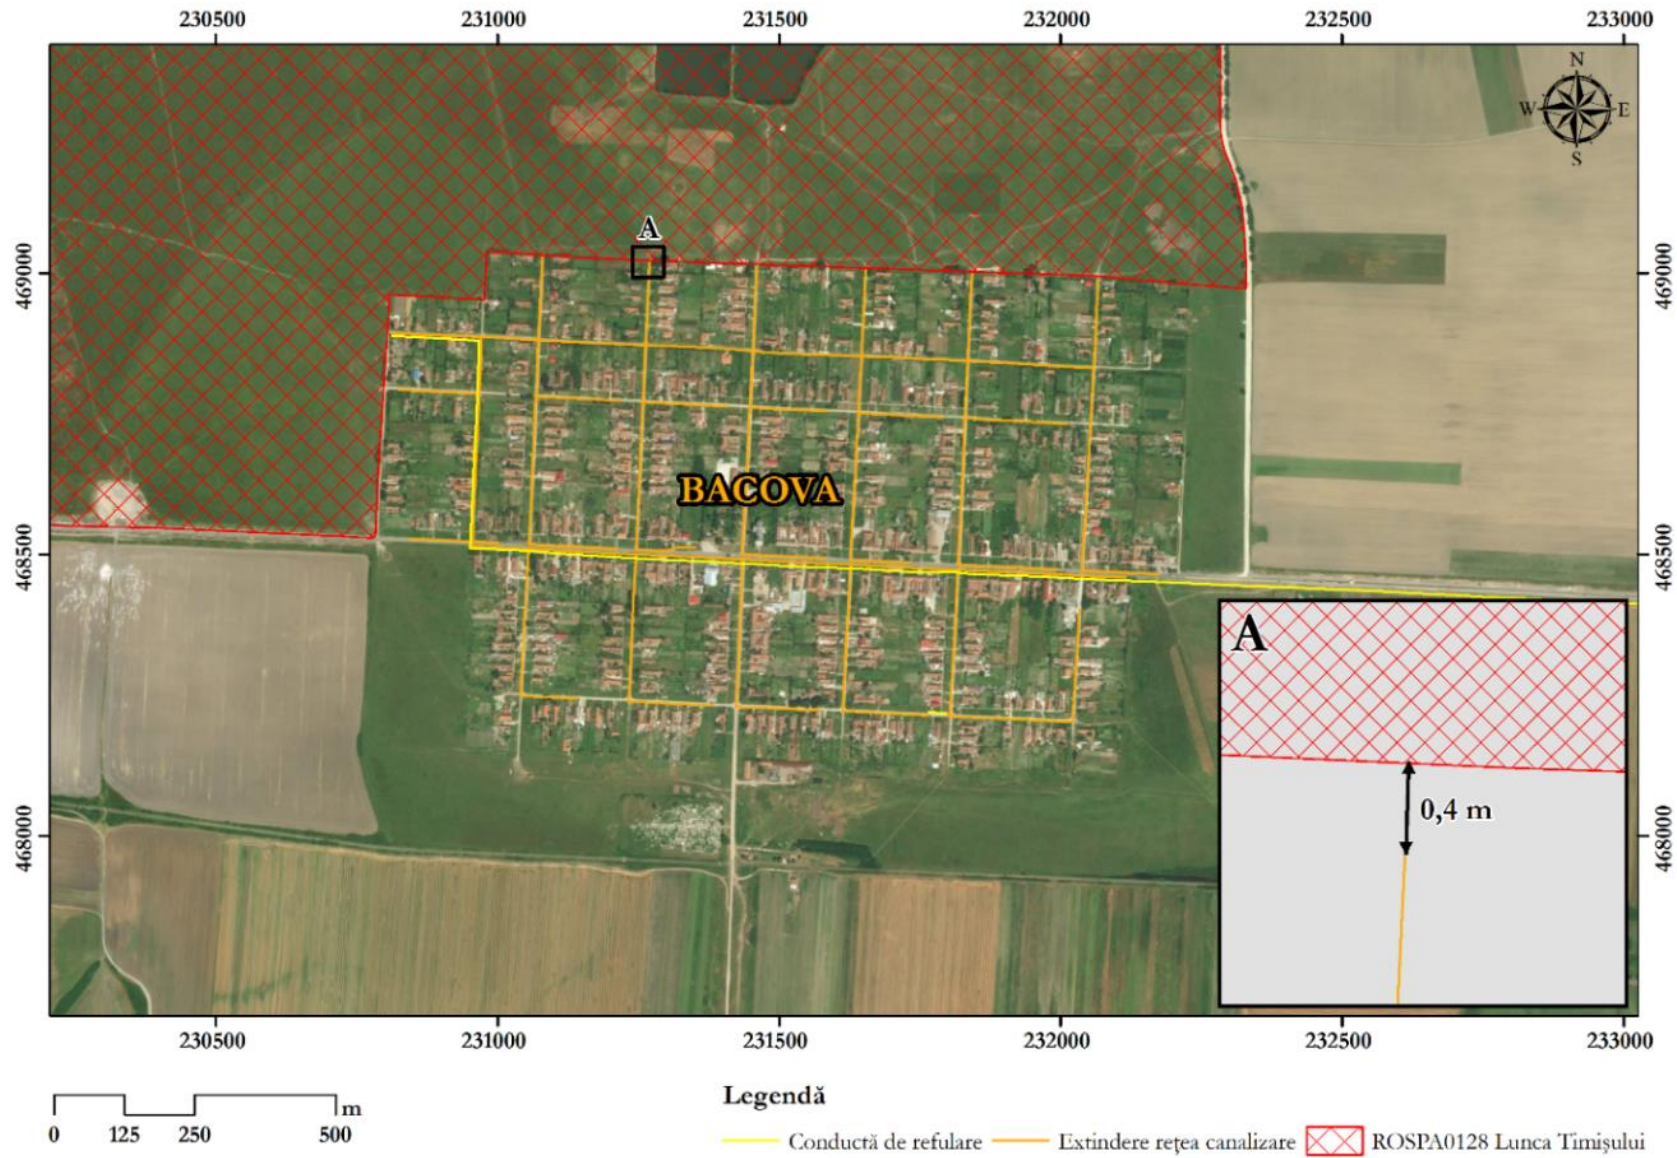 230500 231000 231500 232000 232500 233000
N
W E
S
A
469000 469000
BACOVA
468500 468500
A
0,4 m
468000 468000
230500 231000 231500 232000 232500 233000
Legendă
m
0 125 250 500
Conductă de refulare Extindere rețea canalizare ROSPA0128 Lunca Timișului